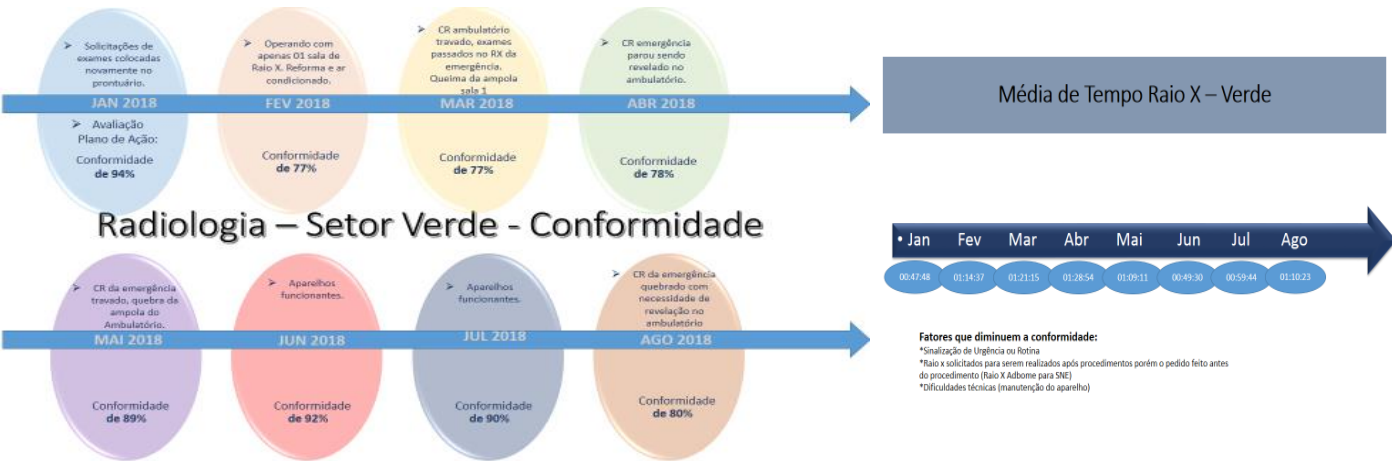 ➤ Solicitações de
exames colocadas
novamente no
prontuário.
JAN 2018
➤ Avaliação
Plano de Ação:
Conformidade
de 94%
➤ Operando com
apenas 01 sala de
Raio X. Reforma e ar
condicionado.
FEV 2018
Conformidade
de 77%
➤ CR ambulatório
travado, exames
passados no RX da
emergência.
Queima da ampola
sala 1
MAR 2018
Conformidade
de 77%
➤ CR emergência
parou sendo
revelado no
ambulatório.
ABR 2018
Conformidade
de 78%
Radiologia – Setor Verde - Conformidade
➤ CR da emergência
travado, quebra da
ampola do
Ambulatório.
MAI 2018
Conformidade
de 89%
➤ Aparelhos
funcionantes.
JUN 2018
Conformidade
de 92%
➤ Aparelhos
funcionantes.
JUL 2018
Conformidade
de 90%
➤ CR da emergência
quebrado com
necessidade de
revelação no
ambulatório
AGO 2018
Conformidade
de 80%
Média de Tempo Raio X – Verde
• Jan Fev Mar Abr Mai Jun Jul Ago
00:47:48 01:14:37 01:21:15 01:28:54 01:09:11 00:49:30 00:59:44 01:10:23
Fatores que diminuem a conformidade:
*Sinalização de Urgência ou Rotina
*Raio x solicitados para serem realizados após procedimentos porém o pedido feito antes
do procedimento (Raio X Adbome para SNE)
*Dificuldades técnicas (manutenção do aparelho)